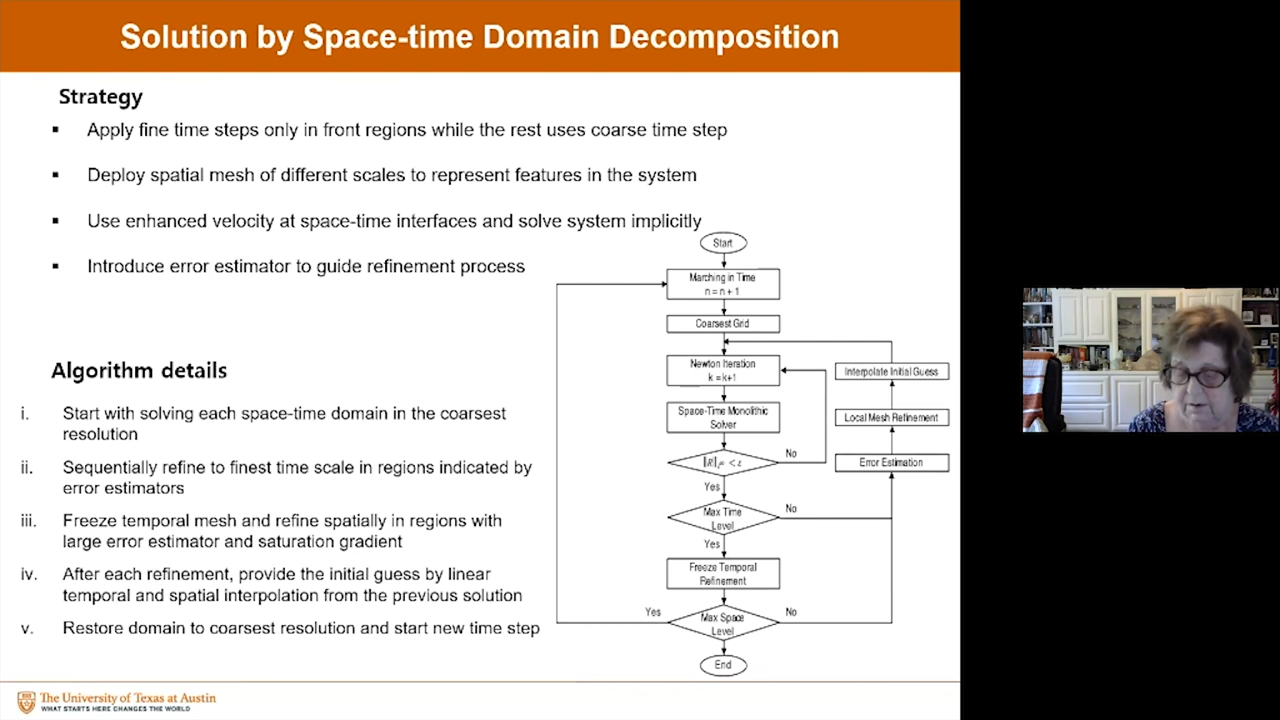 Solution by Space-time Domain Decomposition
Strategy
▪ Apply fine time steps only in front regions while the rest uses coarse time step
▪ Deploy spatial mesh of different scales to represent features in the system
▪ Use enhanced velocity at space-time interfaces and solve system implicitly
▪ Introduce error estimator to guide refinement process
Algorithm details
i. Start with solving each space-time domain in the coarsest
resolution
ii. Sequentially refine to finest time scale in regions indicated by
error estimators
iii. Freeze temporal mesh and refine spatially in regions with
large error estimator and saturation gradient
iv. After each refinement, provide the initial guess by linear
temporal and spatial interpolation from the previous solution
v. Restore domain to coarsest resolution and start new time step
Start
Marching in Time
n = n + 1
Coarsest Grid
Newton Iteration
k =k+1
Space-Time Monolithic
Solver
No
Yes
Max Time
Level
No
Yes
Freeze Temporal
Refinement
Max Space
Level
Yes
No
End
Interpolate Initial Guess
Local Mesh Refinement
Error Estimation
The University of Texas at Austin
WHAT STARTS HERE CHANGES THE WORLD